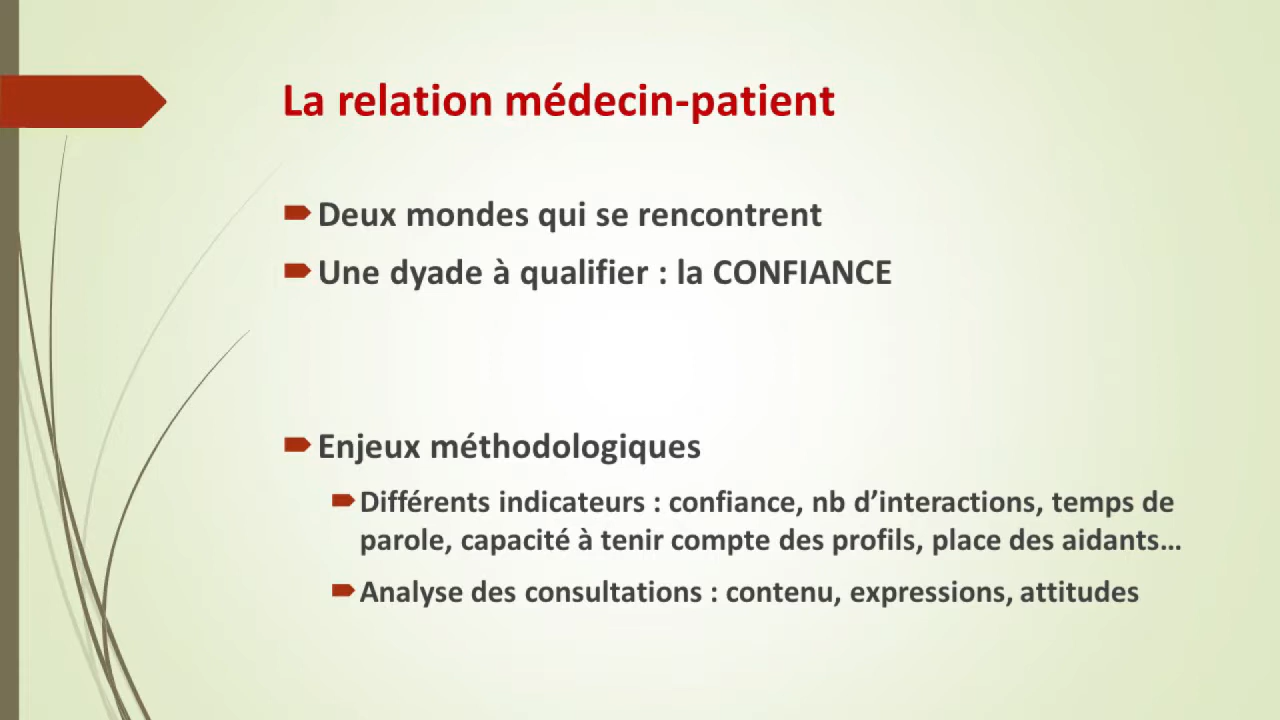 La relation médecin-patient
Deux mondes qui se rencontrent
Une dyade à qualifier : la CONFIANCE
Enjeux méthodologiques
Différents indicateurs : confiance, nb d’interactions, temps de
parole, capacité à tenir compte des profils, place des aidants…
Analyse des consultations : contenu, expressions, attitudes